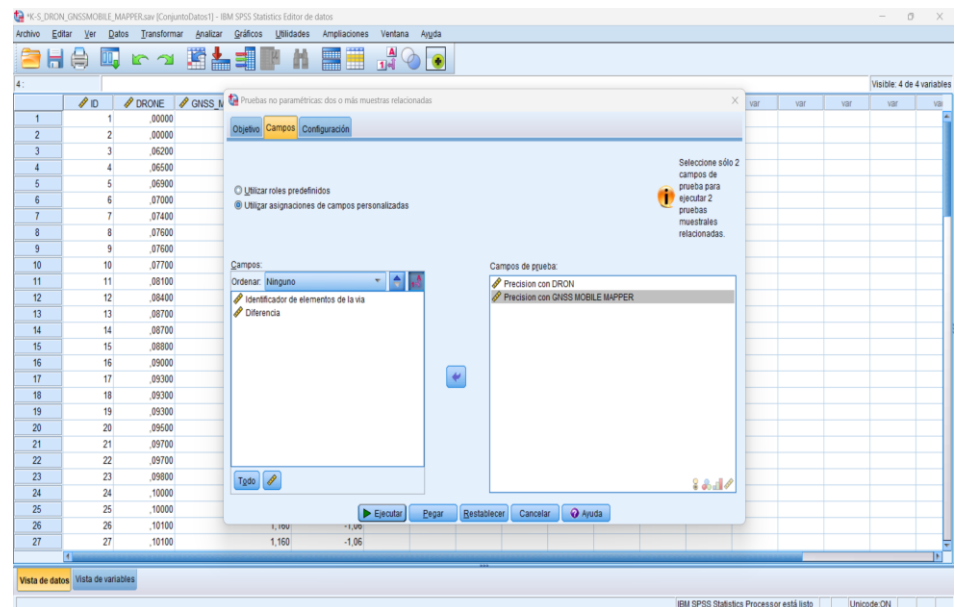 *K-S_DRON_GNSSMOBILE_MAPPER.sav [ConjuntoDatos1] - IBM SPSS Statistics Editor de datos
Archivo Editar Ver Datos Transformar Analizar Gráficos Utilidades Ampliaciones Ventana Ayuda
4 :
Visible: 4 de 4 variables
ID DRONE GNSS_M var var var var
1 1 ,00000
2 2 ,00000
3 3 ,06200
4 4 ,06500
5 5 ,06900
6 6 ,07000
7 7 ,07400
8 8 ,07600
9 9 ,07600
10 10 ,07700
11 11 ,08100
12 12 ,08400
13 13 ,08700
14 14 ,08700
15 15 ,08800
16 16 ,09000
17 17 ,09300
18 18 ,09300
19 19 ,09300
20 20 ,09500
21 21 ,09700
22 22 ,09700
23 23 ,09800
24 24 ,10000
25 25 ,10000
26 26 ,10100 1,160 -1,06
27 27 ,10100 1,160 -1,06
Pruebas no paramétricas: dos o más muestras relacionadas
Objetivo Campos Configuración
Utilizar roles predefinidos
Utilizar asignaciones de campos personalizadas
Seleccione sólo 2
campos de
prueba para
ejecutar 2
pruebas
muestrales
relacionadas.
Campos:
Ordenar: Ninguno
Identificador de elementos de la via
Diferencia
Campos de prueba:
Precision con DRON
Precision con GNSS MOBILE MAPPER
Todo
Ejecutar Pegar Restablecer Cancelar Ayuda
Vista de datos Vista de variables
IBM SPSS Statistics Processor está listo Unicode:ON